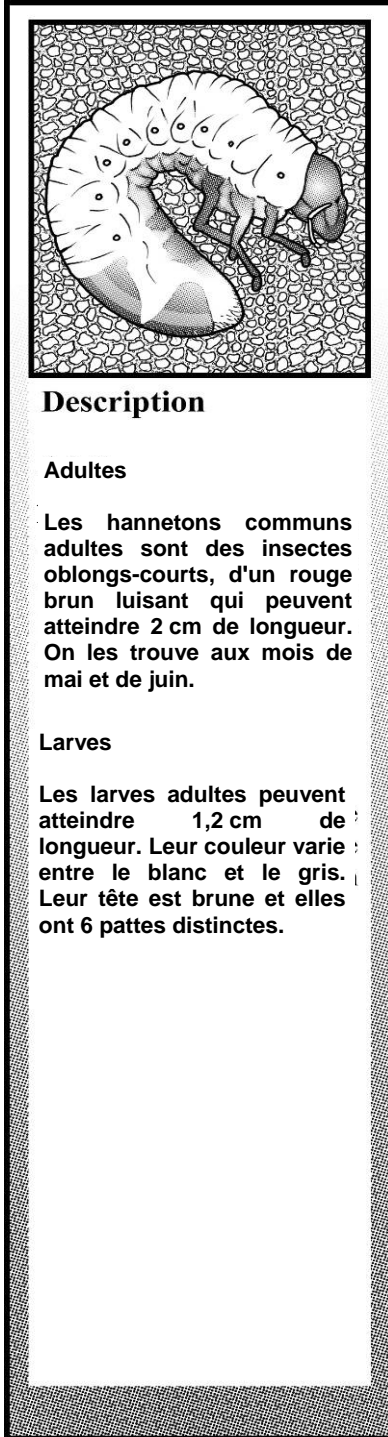 Description
Adultes
Les hannetons communs
adultes sont des insectes
oblongs-courts, d'un rouge
brun luisant qui peuvent
atteindre 2 cm de longueur.
On les trouve aux mois de
mai et de juin.
Larves
Les larves adultes peuvent
atteindre 1,2 cm de
longueur. Leur couleur varie
entre le blanc et le gris.
Leur tête est brune et elles
ont 6 pattes distinctes.